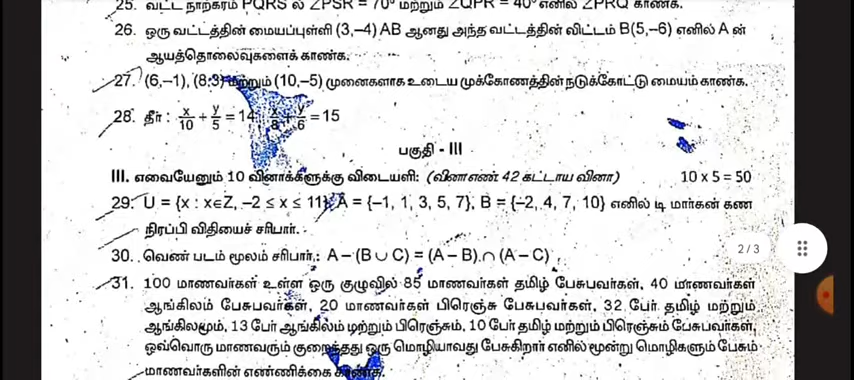 25. வட்ட நாற்கரம் PQRS ல் ∠PSR = 70° மற்றும் ∠QPR = 40° எனில் ∠PRQ காண்க.
26. ஒரு வட்டத்தின் மையப்புள்ளி (3,−4) AB ஆனது அந்த வட்டத்தின் விட்டம் B(5,−6) எனில் A ன்
ஆயத்தொலைவுகளைக் காண்க.
27. (6,−1), (8,3) மற்றும் (10,−5) முனைகளாக உடைய முக்கோணத்தின் நடுக்கோட்டு மையம் காண்க.
28. தீர் : x/10 + y/5 = 14; x/8 + y/6 = 15
பகுதி - III
III. எவையேனும் 10 வினாக்களுக்கு விடையளி: (வினாஎண் 42 கட்டாய வினா) 10 x 5 = 50
29. U = {x : x∈Z, −2 ≤ x ≤ 11}, A = {−1, 1, 3, 5, 7}, B = {−2, 4, 7, 10} எனில் டி மார்கன் கண
நிரப்பி விதியைச் சரிபார்.
30. வெண் படம் மூலம் சரிபார்: A − (B ∪ C) = (A − B) ∩ (A − C)
31. 100 மாணவர்கள் உள்ள ஒரு குழுவில் 85 மாணவர்கள் தமிழ் பேசுபவர்கள், 40 மாணவர்கள்
ஆங்கிலம் பேசுபவர்கள், 20 மாணவர்கள் பிரெஞ்சு பேசுபவர்கள், 32 பேர் தமிழ் மற்றும்
ஆங்கிலமும், 13 பேர் ஆங்கிலம் மற்றும் பிரெஞ்சும், 10 பேர் தமிழ் மற்றும் பிரெஞ்சும் பேசுபவர்கள்,
ஒவ்வொரு மாணவரும் குறைந்தது ஒரு மொழியாவது பேசுகிறார் எனில் மூன்று மொழிகளும் பேசும்
மாணவர்களின் எண்ணிக்கை காண்க.
2/3